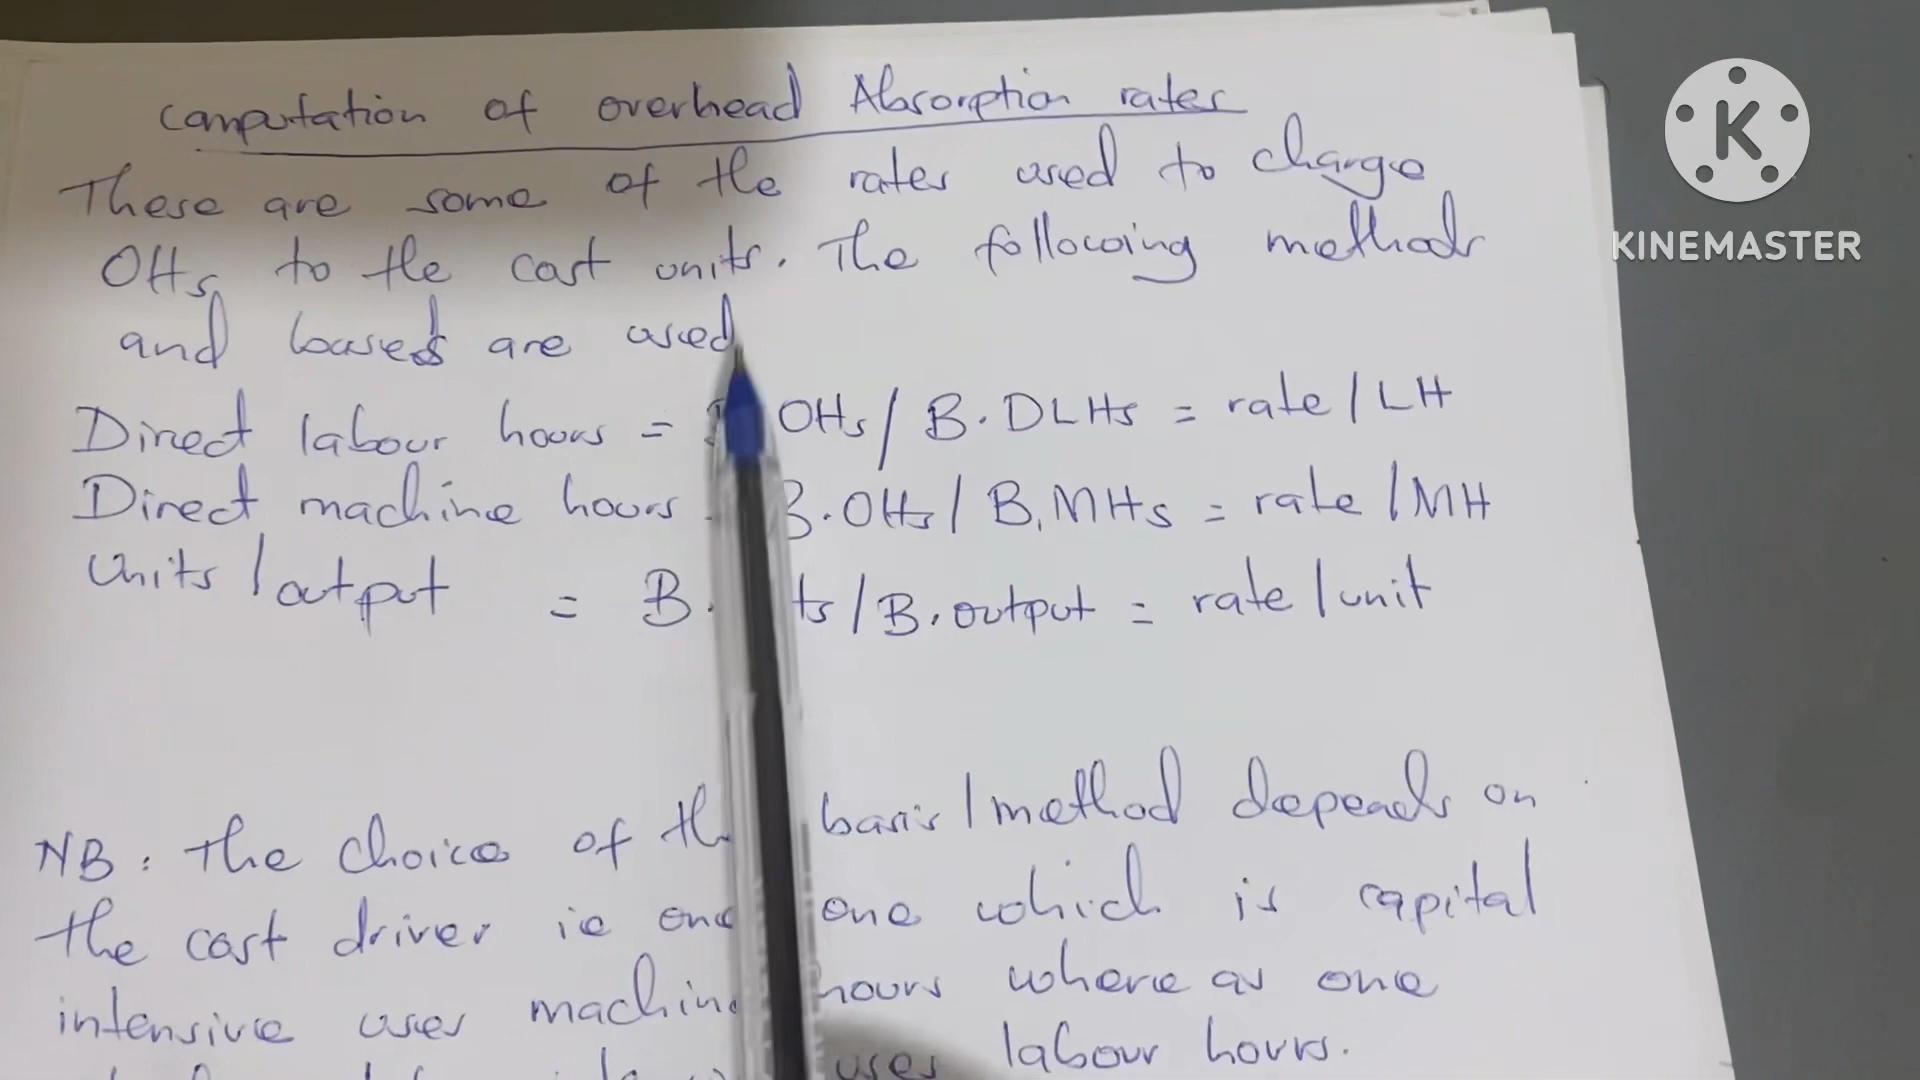 Computation of overhead Absorption rates
These are some of the rates used to charge
OHs to the cost units. The following methods
and bases are used
Direct labour hours = OHs / B.DLHs = rate / LH
Direct machine hours B.OHs / B.MHs = rate / MH
Units / output = B. / B.output = rate / unit
NB: The choice of the basis / method depends on
the cost driver ie one which is capital
intensive uses machine hours where as one
uses labour hours.
K
KINEMASTER